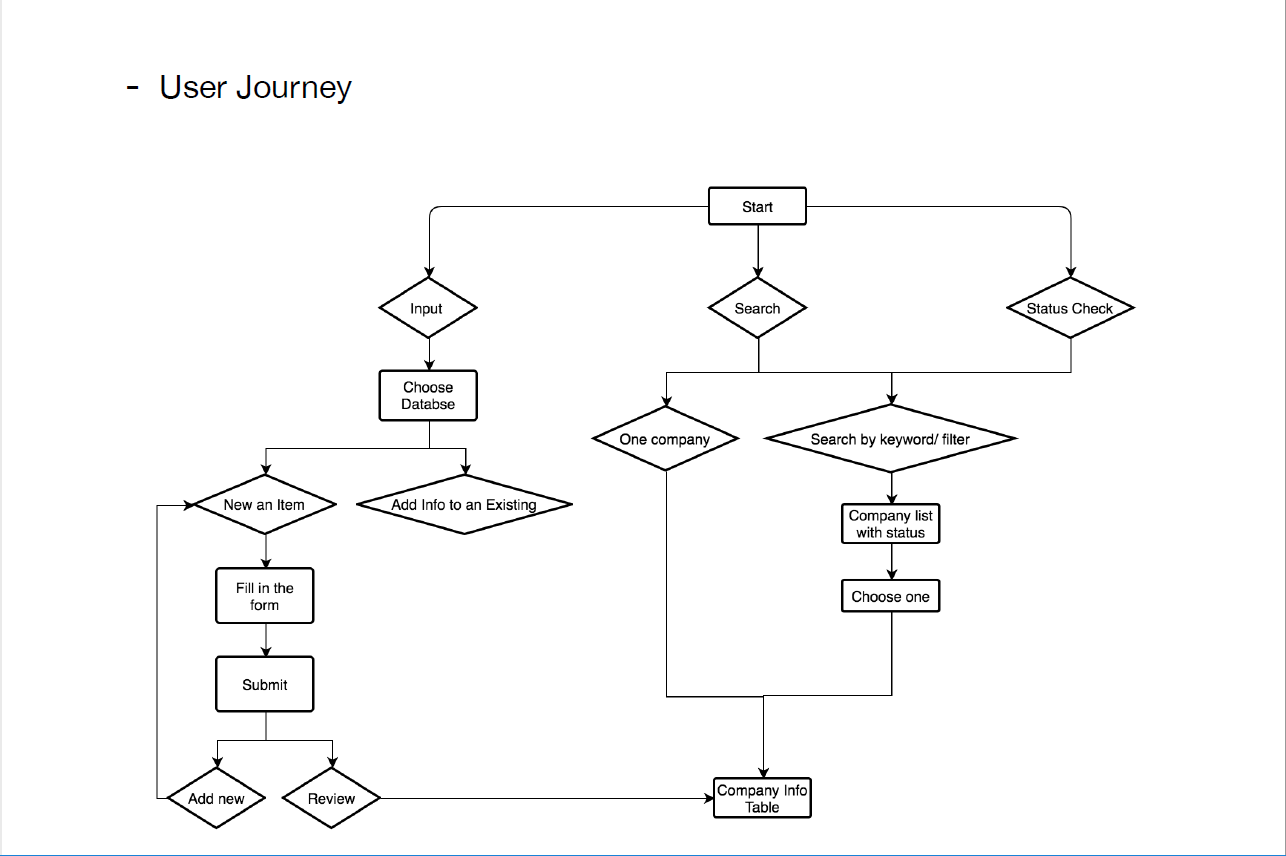 - User Journey
Start
Input
Search
Status Check
Choose
Databse
One company
Search by keyword/ filter
New an Item
Add Info to an Existing
Company list
with status
Fill in the
form
Choose one
Submit
Add new
Review
Company Info
Table